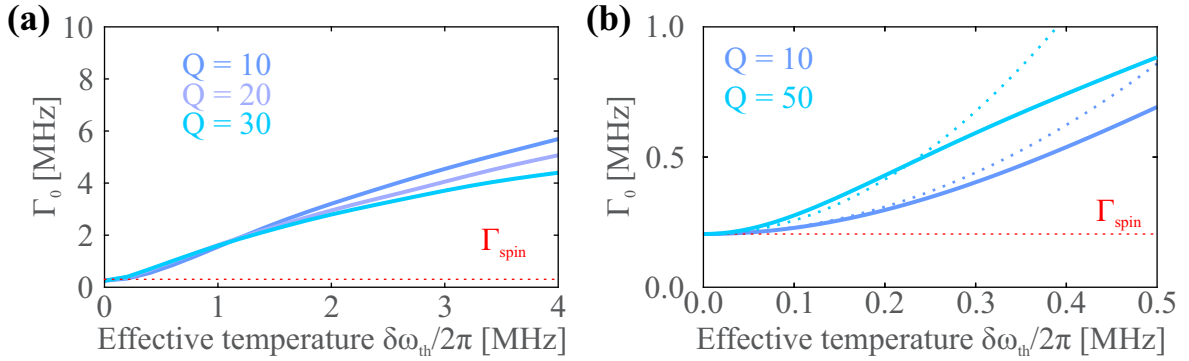 (a)
10
8
6
4
2
0
Γ₀ [MHz]
Q = 10
Q = 20
Q = 30
Γspin
0 1 2 3 4
Effective temperature δωth/2π [MHz]
(b)
1.0
0.5
0.0
Γ₀ [MHz]
Q = 10
Q = 50
Γspin
0.0 0.1 0.2 0.3 0.4 0.5
Effective temperature δωth/2π [MHz]